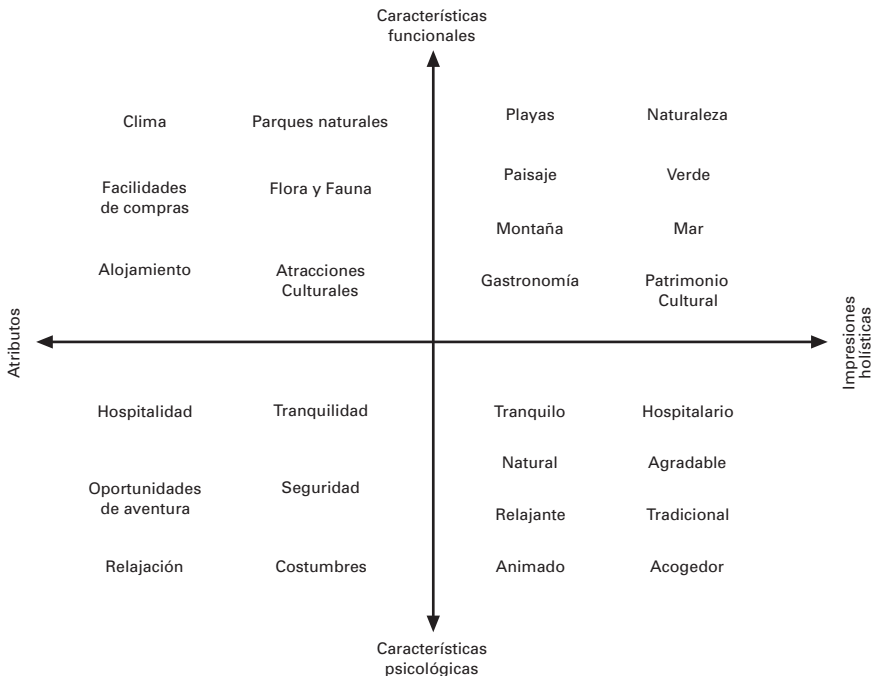 Características
funcionales
Clima
Parques naturales
Playas
Naturaleza
Facilidades
de compras
Flora y Fauna
Paisaje
Verde
Montaña
Mar
Alojamiento
Atracciones
Culturales
Gastronomía
Patrimonio
Cultural
Atributos
Impresiones
holísticas
Hospitalidad
Tranquilidad
Tranquilo
Hospitalario
Natural
Agradable
Oportunidades
de aventura
Seguridad
Relajante
Tradicional
Relajación
Costumbres
Animado
Acogedor
Características
psicológicas